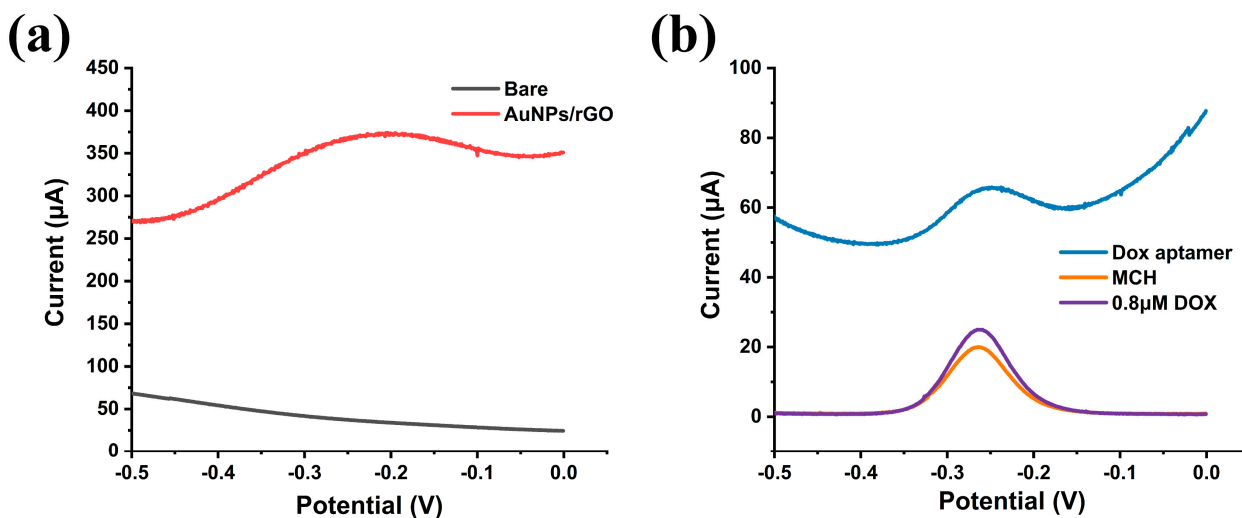 (a)
450
400
350
300
250
200
150
100
50
0
-0.5
-0.4
-0.3
-0.2
-0.1
0.0
Current (µA)
Potential (V)
Bare
AuNPs/rGO
(b)
100
80
60
40
20
0
-0.5
-0.4
-0.3
-0.2
-0.1
0.0
Current (µA)
Potential (V)
Dox aptamer
MCH
0.8µM DOX